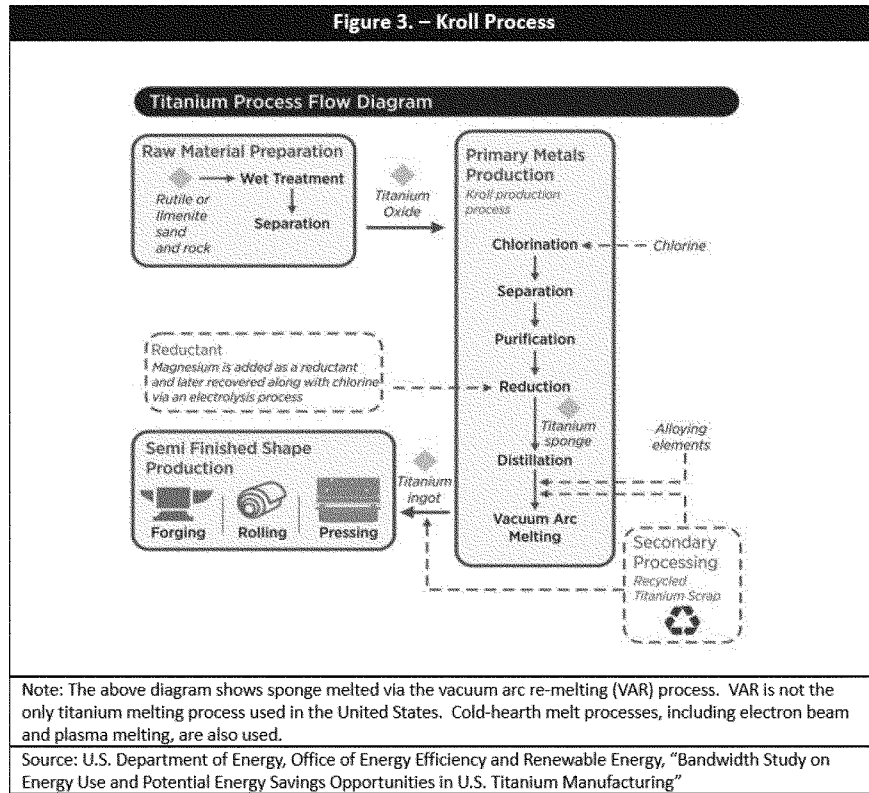 Figure 3. – Kroll Process
Titanium Process Flow Diagram
Raw Material Preparation
Wet Treatment
Rutile or
limenite
sand
and rock
Separation
Titanium
Oxide
Primary Metals
Production
Kroll production
process
Chlorination
Chlorine
Separation
Purification
Reductant
Magnesium is added as a reductant
and later recovered along with chlorine
via an electrolysis process
Reduction
Titanium
sponge
Alloying
elements
Distillation
Vacuum Arc
Melting
Semi Finished Shape
Production
Forging
Rolling
Pressing
Titanium
ingot
Secondary
Processing
Recycled
Titanium Scrap
Note: The above diagram shows sponge melted via the vacuum arc re-melting (VAR) process.  VAR is not the
only titanium melting process used in the United States.  Cold-hearth melt processes, including electron beam
and plasma melting, are also used.
Source: U.S. Department of Energy, Office of Energy Efficiency and Renewable Energy, “Bandwidth Study on
Energy Use and Potential Energy Savings Opportunities in U.S. Titanium Manufacturing”